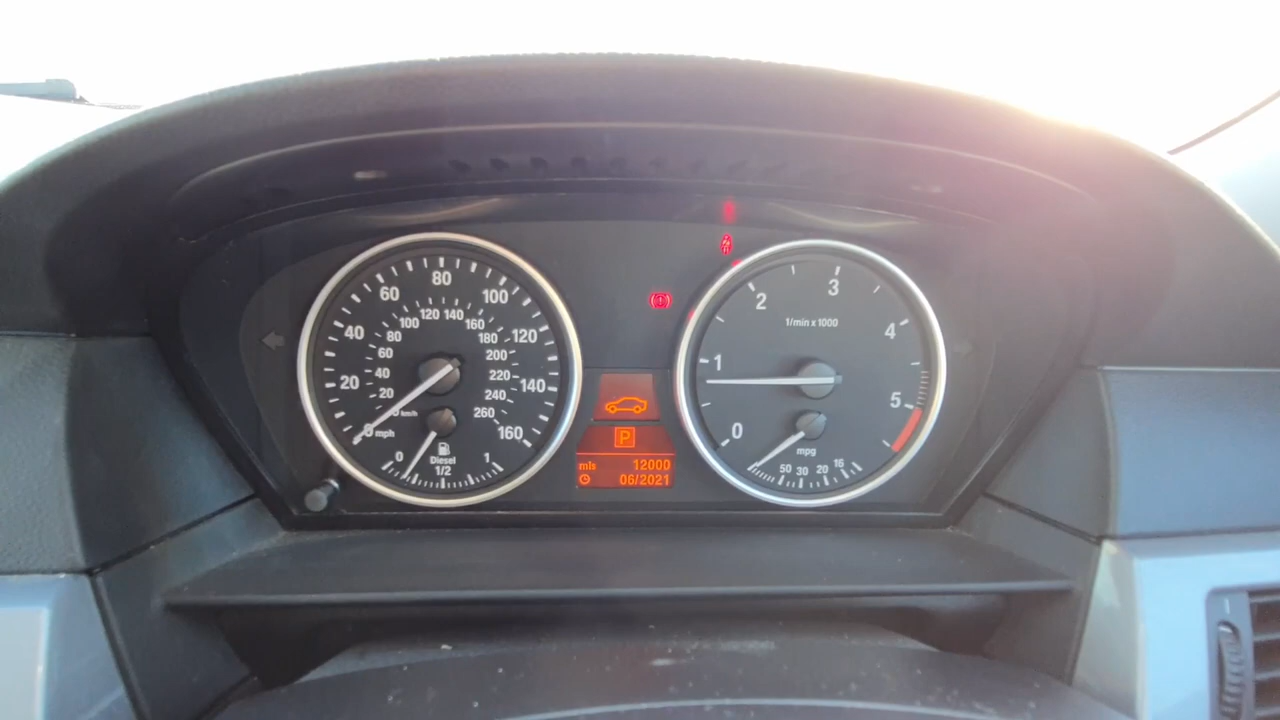 20 40 60 80 100 120 140 160
20 40 60 80 100 120 140 160 180 200 220 240 260
km/h
0 mph
0 1/2 1
Diesel
P
mls 12000
06/2021
0 1 2 3 4 5
1/min x 1000
mpg
50 30 20 16